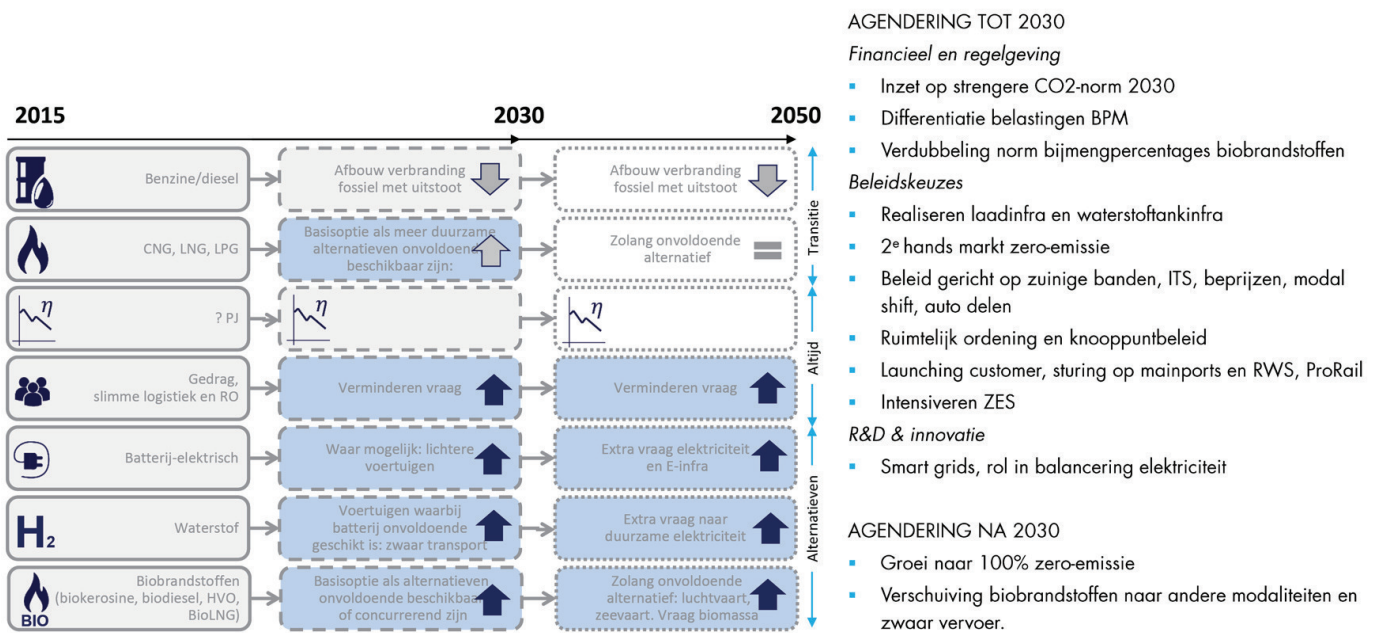 2015
2030
2050
Benzine/diesel
Afbouw verbranding
fossiel met uitstoot
Afbouw verbranding
fossiel met uitstoot
CNG, LNG, LPG
Basisoptie als meer duurzame
alternatieven onvoldoende
beschikbaar zijn:
Zolang onvoldoende
alternatief
Transitie
η
? PJ
η
η
Gedrag,
slimme logistiek en RO
Verminderen vraag
Verminderen vraag
Altijd
Batterij-elektrisch
Waar mogelijk: lichtere
voertuigen
Extra vraag elektriciteit
en E-infra
H2
Waterstof
Voertuigen waarbij
batterij onvoldoende
geschikt is: zwaar transport
Extra vraag naar
duurzame elektriciteit
BIO
Biobrandstoffen
(biokerosine, biodiesel, HVO,
BioLNG)
Basisoptie als alternatieven
onvoldoende beschikbaar
of concurrerend zijn
Zolang onvoldoende
alternatief: luchtvaart,
zeevaart. Vraag biomassa
Alternatieven
AGENDERING TOT 2030
Financieel en regelgeving
▪ Inzet op strengere CO2-norm 2030
▪ Differentiatie belastingen BPM
▪ Verdubbeling norm bijmengpercentages biobrandstoffen
Beleidskeuzes
▪ Realiseren laadinfra en waterstoftankinfra
▪ 2e hands markt zero-emissie
▪ Beleid gericht op zuinige banden, ITS, beprijzen, modal
shift, auto delen
▪ Ruimtelijk ordening en knooppuntbeleid
▪ Launching customer, sturing op mainports en RWS, ProRail
▪ Intensiveren ZES
R&D & innovatie
▪ Smart grids, rol in balancering elektriciteit
AGENDERING NA 2030
▪ Groei naar 100% zero-emissie
▪ Verschuiving biobrandstoffen naar andere modaliteiten en
zwaar vervoer.